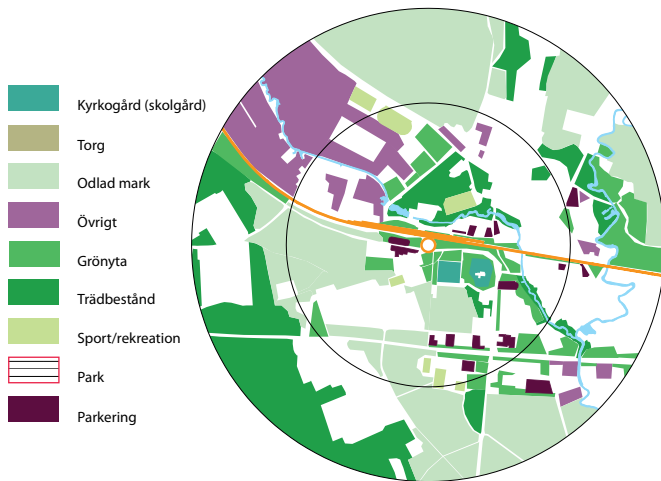 Kyrkogård (skolgård)
Torg
Odlad mark
Övrigt
Grönyta
Trädbestånd
Sport/rekreation
Park
Parkering